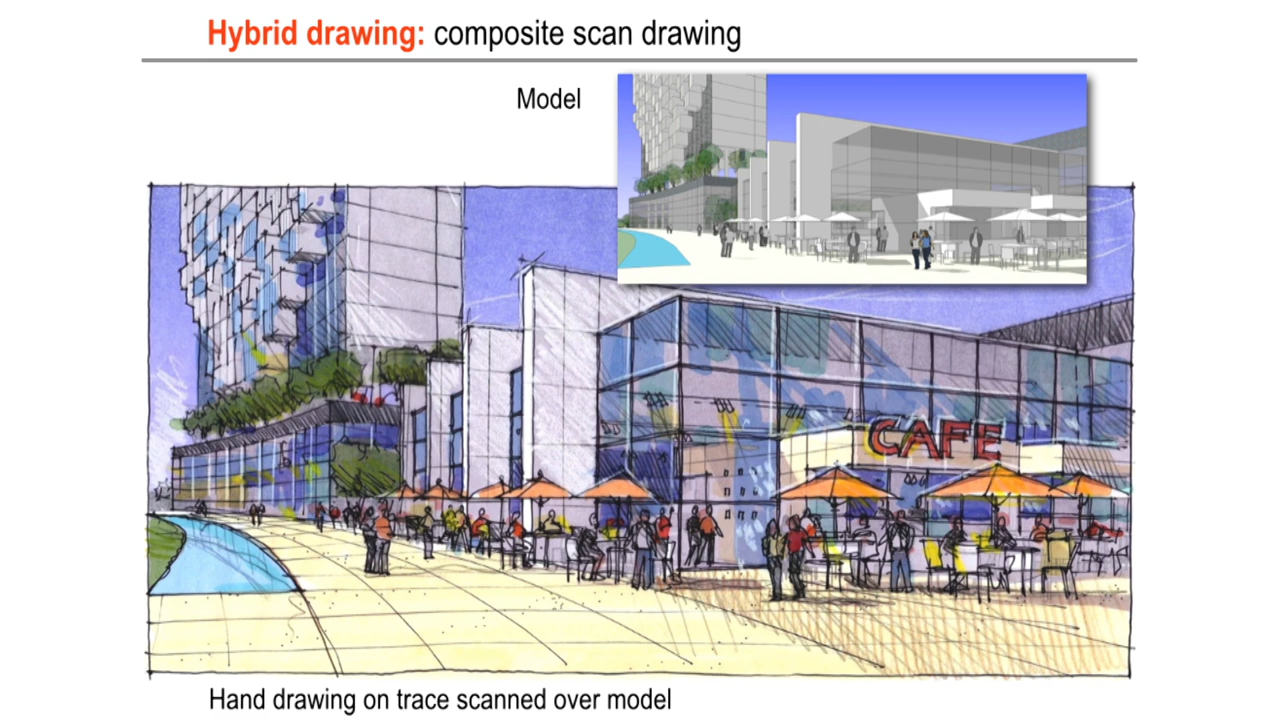 Hybrid drawing: composite scan drawing
Model
CAFE
Hand drawing on trace scanned over model